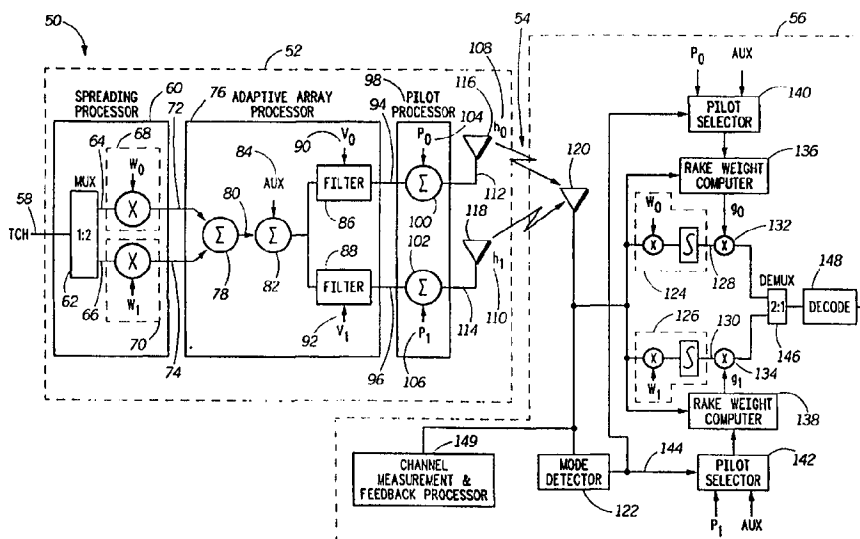 50
52
54
56
108
SPREADING PROCESSOR
60
72
76
ADAPTIVE ARRAY PROCESSOR
98
PILOT PROCESSOR
104
116
h0
P0
AUX
PILOT SELECTOR
140
RAKE WEIGHT COMPUTER
136
68
64
W0
MUX
58
TCH
1:2
X
62
66
X
W1
70
74
84
AUX
80
Σ
78
Σ
82
90
V0
94
FILTER
86
88
FILTER
92
V1
96
P0
Σ
100
102
Σ
P1
106
112
118
h1
110
114
120
W0
X
∫
124
128
g0
X
132
DEMUX
148
2:1
DECODE
146
126
130
X
∫
X
134
W1
g1
RAKE WEIGHT COMPUTER
138
149
CHANNEL MEASUREMENT & FEEDBACK PROCESSOR
MODE DETECTOR
122
144
142
PILOT SELECTOR
P1
AUX